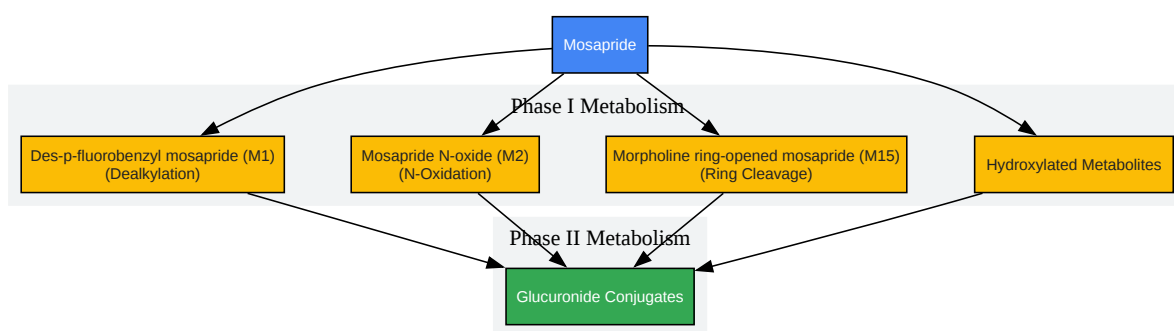 Mosapride
Phase I Metabolism
Des-p-fluorobenzyl mosapride (M1)
(Dealkylation)
Mosapride N-oxide (M2)
(N-Oxidation)
Morpholine ring-opened mosapride (M15)
(Ring Cleavage)
Hydroxylated Metabolites
Phase II Metabolism
Glucuronide Conjugates